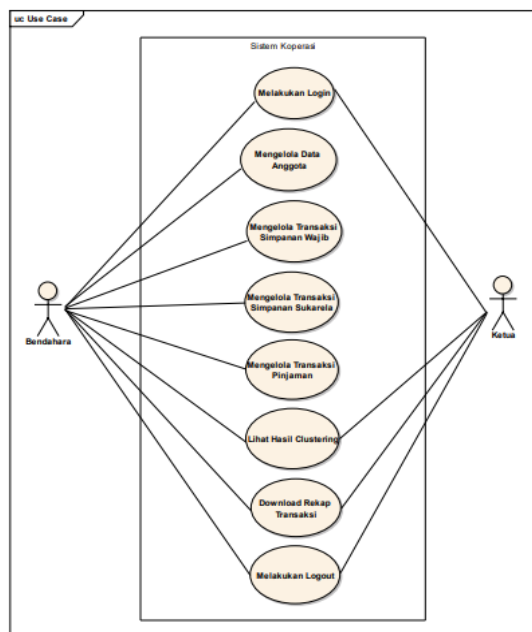 uc Use Case
Sistem Koperasi
Melakukan Login
Mengelola Data
Anggota
Mengelola Transaksi
Simpanan Wajib
Mengelola Transaksi
Simpanan Sukarela
Bendahara
Ketua
Mengelola Transaksi
Pinjaman
Lihat Hasil Clustering
Download Rekap
Transaksi
Melakukan Logout